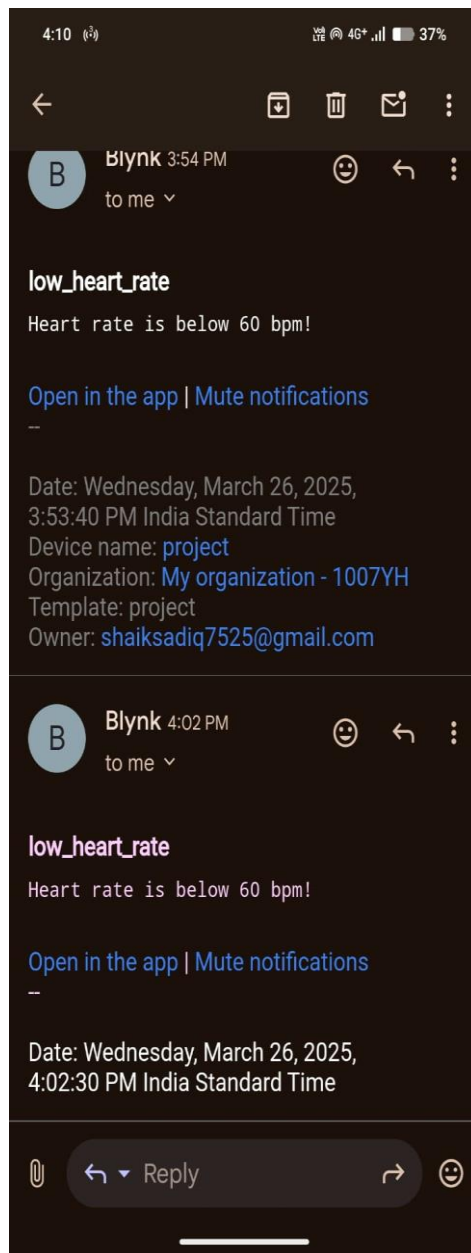 4:10
Vo) LTE 4G+ 37%
B
Blynk 3:54 PM
to me
low_heart_rate
Heart rate is below 60 bpm!
Open in the app | Mute notifications
--
Date: Wednesday, March 26, 2025,
3:53:40 PM India Standard Time
Device name: project
Organization: My organization - 1007YH
Template: project
Owner: shaiksadiq7525@gmail.com
B
Blynk 4:02 PM
to me
low_heart_rate
Heart rate is below 60 bpm!
Open in the app | Mute notifications
--
Date: Wednesday, March 26, 2025,
4:02:30 PM India Standard Time
Reply